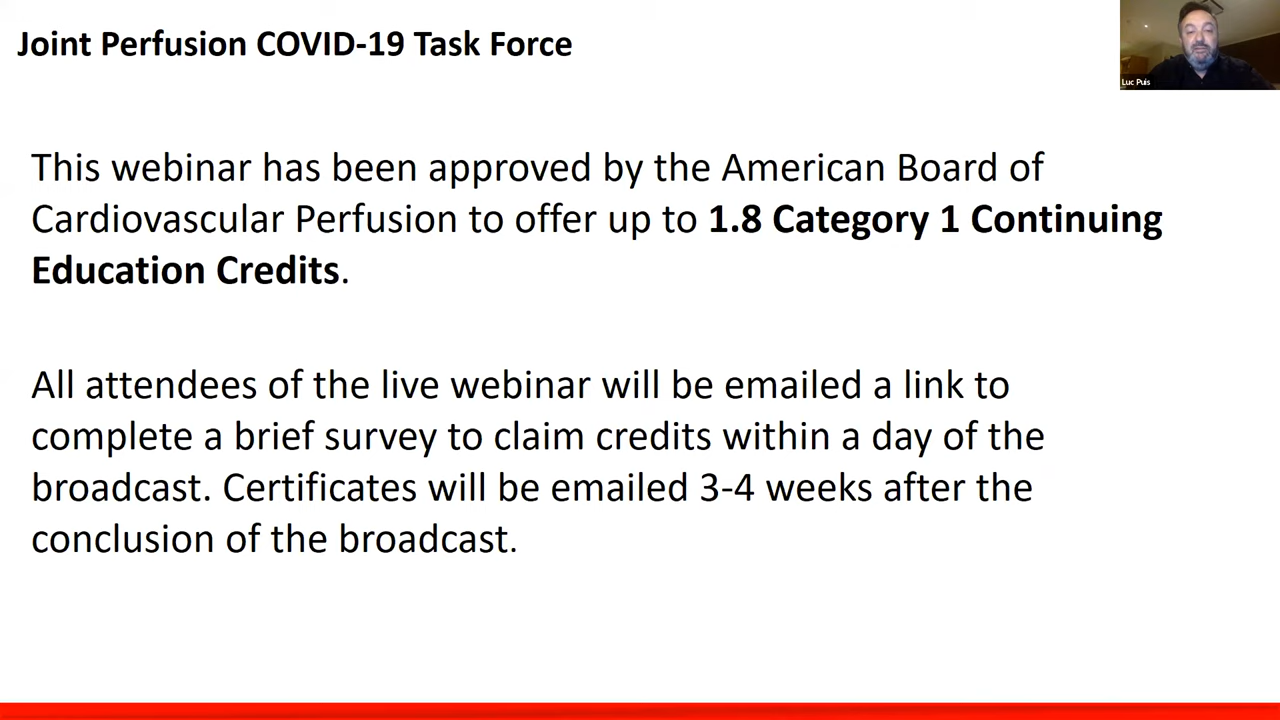 Joint Perfusion COVID-19 Task Force
Luc Puis
This webinar has been approved by the American Board of
Cardiovascular Perfusion to offer up to 1.8 Category 1 Continuing
Education Credits.
All attendees of the live webinar will be emailed a link to
complete a brief survey to claim credits within a day of the
broadcast. Certificates will be emailed 3-4 weeks after the
conclusion of the broadcast.